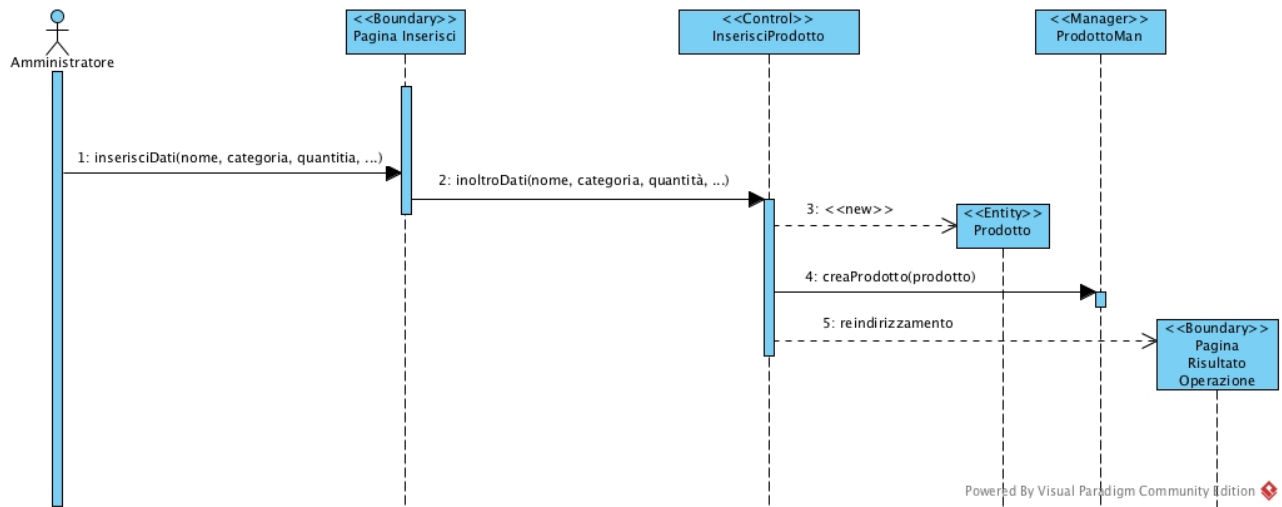 <<Boundary>>
Pagina Inserisci
<<Control>>
InserisciProdotto
<<Manager>>
ProdottoMan
Amministratore
1: inserisciDati(nome, categoria, quantitia, ...)
2: inoltroDati(nome, categoria, quantità, ...)
3: <<new>>
<<Entity>>
Prodotto
4: creaProdotto(prodotto)
5: reindirizzamento
<<Boundary>>
Pagina
Risultato
Operazione
Powered By Visual Paradigm Community Edition